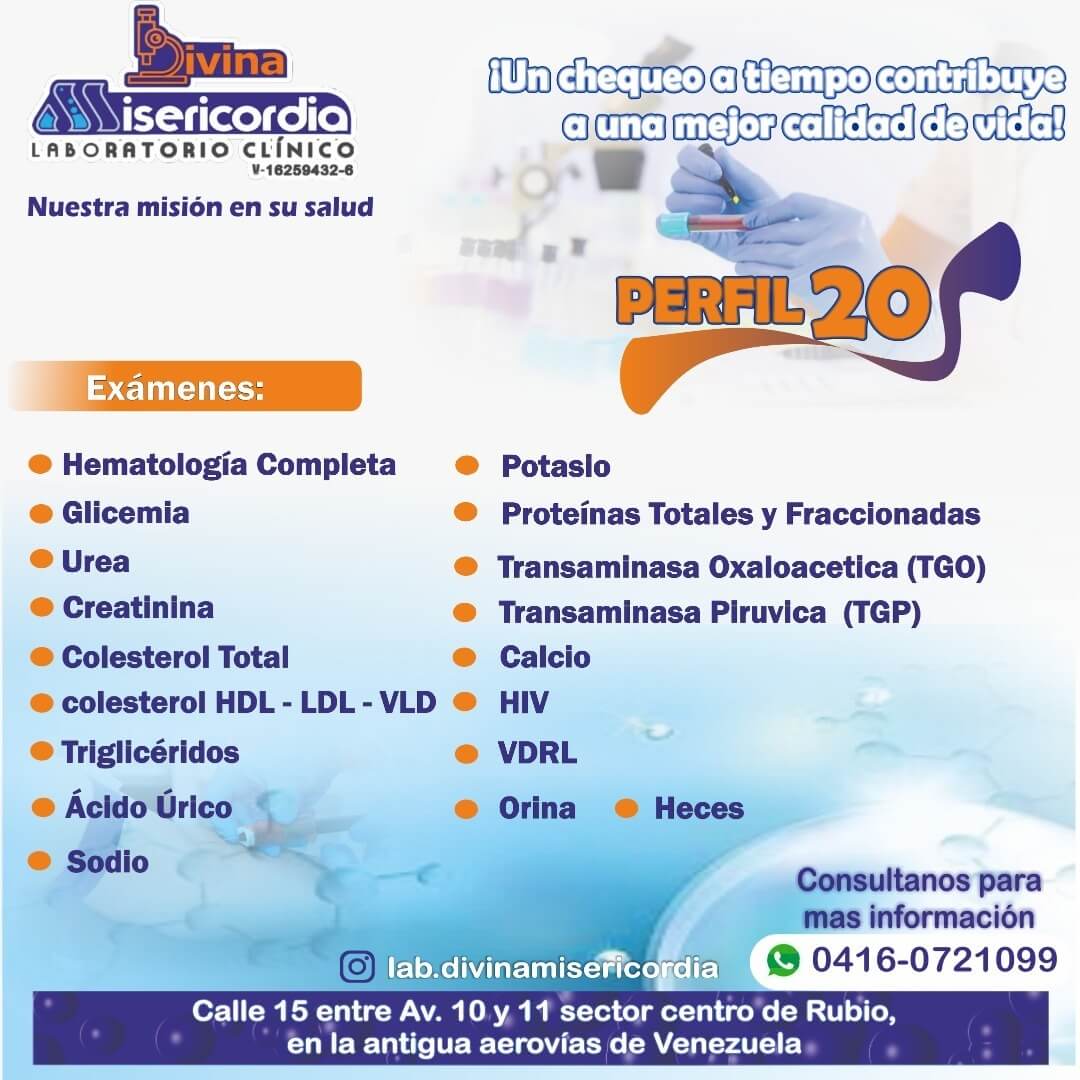 Divina
Misericordia
LABORATORIO CLÍNICO
V-16259432-6
Nuestra misión en su salud
¡Un chequeo a tiempo contribuye
a una mejor calidad de vida!
PERFIL 20
Exámenes:
Hematología Completa
Glicemia
Urea
Creatinina
Colesterol Total
colesterol HDL - LDL - VLD
Triglicéridos
Ácido Úrico
Sodio
Potaslo
Proteínas Totales y Fraccionadas
Transaminasa Oxaloacetica (TGO)
Transaminasa Piruvica (TGP)
Calcio
HIV
VDRL
Orina Heces
Consultanos para
mas información
0416-0721099
lab.divinamisericordia
Calle 15 entre Av. 10 y 11 sector centro de Rubio,
en la antigua aerovías de Venezuela